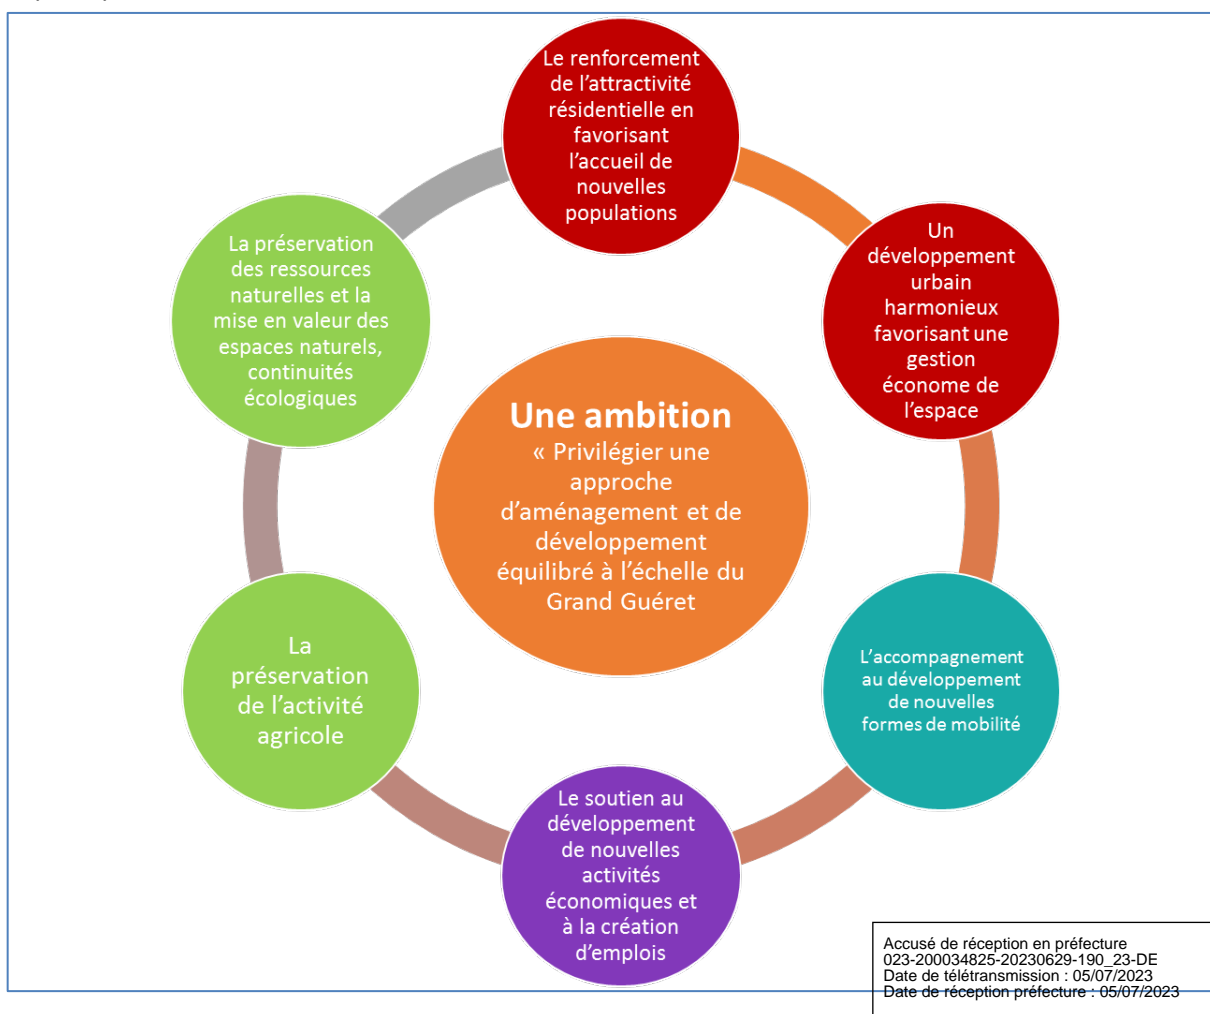 Le renforcement
de l'attractivité
résidentielle en
favorisant
l'accueil de
nouvelles
populations
Un
développement
urbain
harmonieux
favorisant une
gestion
économe de
l'espace
L'accompagnement
au développement
de nouvelles
formes de mobilité
Le soutien au
développement
de nouvelles
activités
économiques et
à la création
d'emplois
La
préservation
de l'activité
agricole
La préservation
des ressources
naturelles et la
mise en valeur des
espaces naturels,
continuités
écologiques
Une ambition
« Privilégier une
approche
d'aménagement et de
développement
équilibré à l'échelle du
Grand Guéret
Accusé de réception en préfecture
023-200034825-20230629-190_23-DE
Date de télétransmission : 05/07/2023
Date de réception préfecture : 05/07/2023